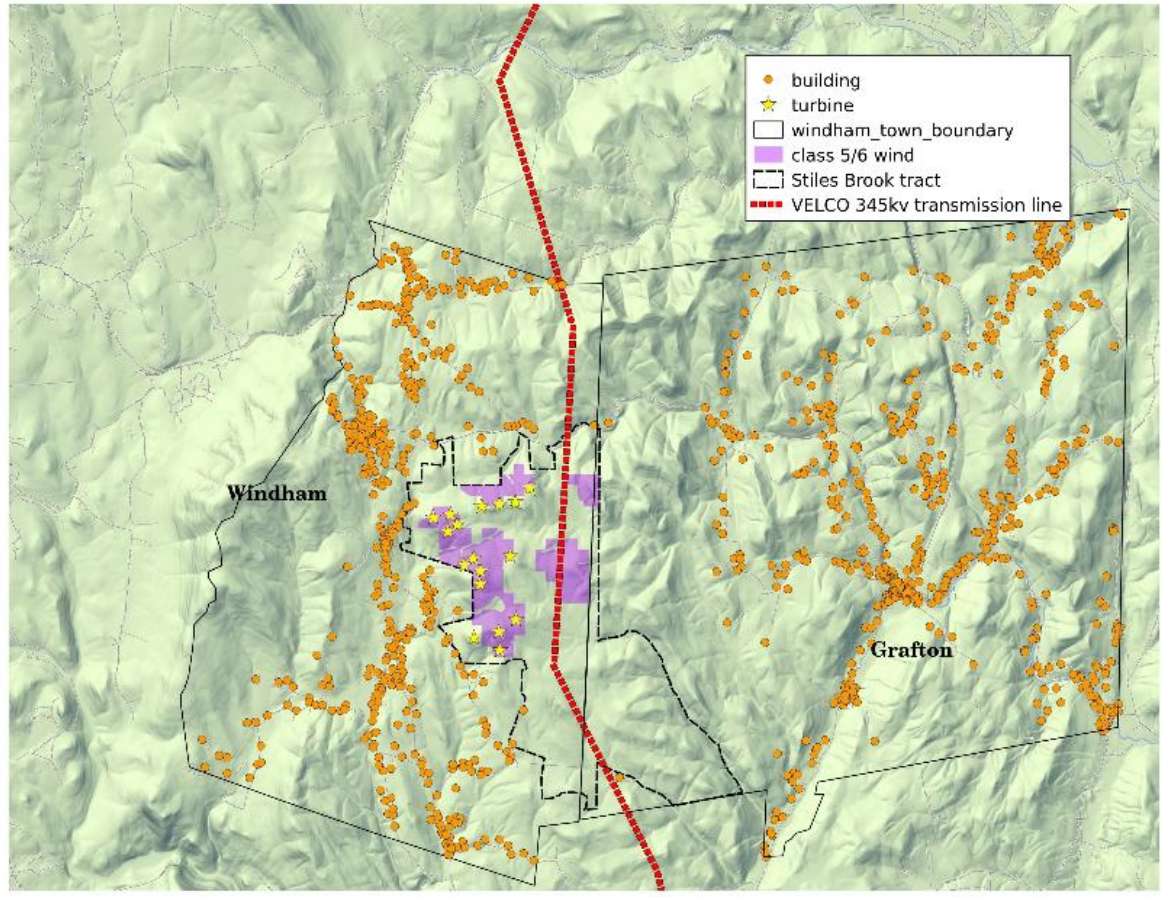 building
turbine
windham_town_boundary
class 5/6 wind
Stiles Brook tract
VELCO 345kv transmission line
Windham
Grafton